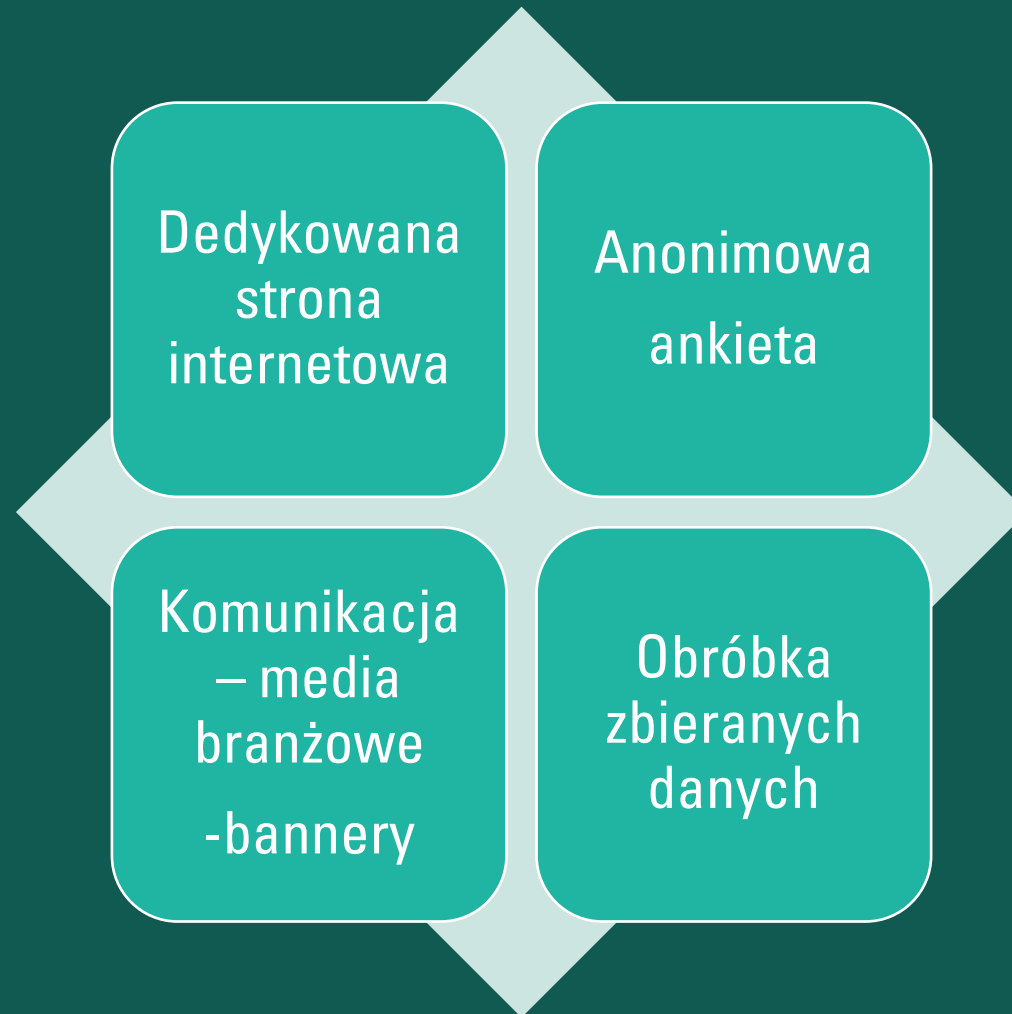 Dedykowana
strona
internetowa
Anonimowa
ankieta
Komunikacja
– media
branżowe
-bannery
Obróbka
zbieranych
danych